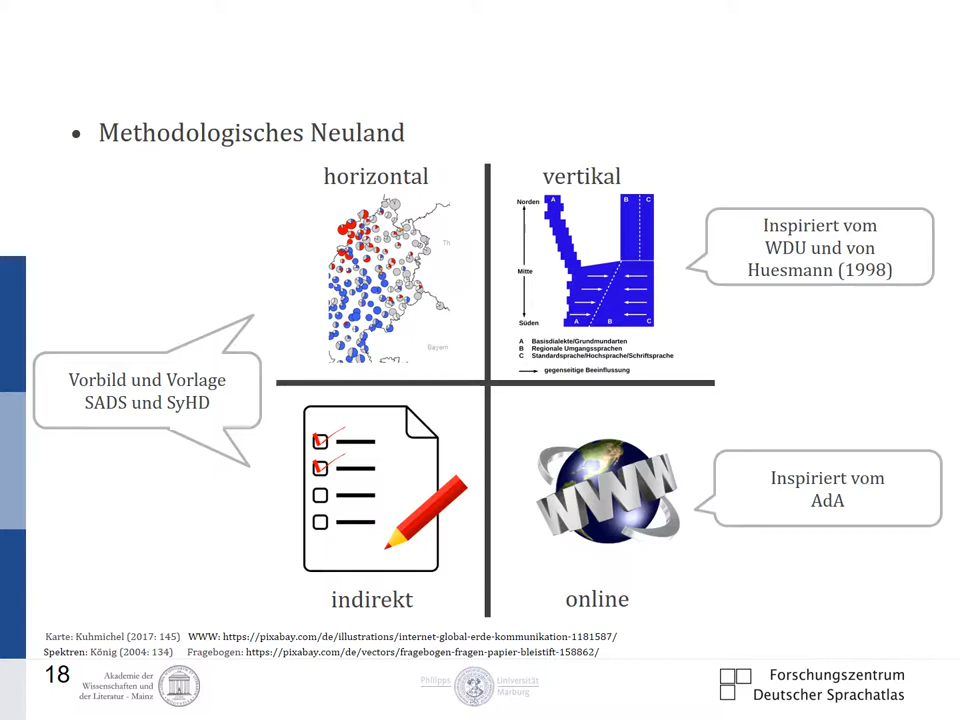 • Methodologisches Neuland
horizontal
vertikal
Th
Bayern
Norden
Mitte
Süden
A
B
C
A
B
C
A Basisdialekte/Grundmundarten
B Regionale Umgangssprachen
C Standardsprache/Hochsprache/Schriftsprache
gegenseitige Beeinflussung
Inspiriert vom
WDU und von
Huesmann (1998)
Vorbild und Vorlage
SADS und SyHD
WWW
Inspiriert vom
AdA
indirekt
online
Karte: Kuhmichel (2017: 145) WWW: https://pixabay.com/de/illustrations/internet-global-erde-kommunikation-1181587/
Spektren: König (2004: 134) Fragebogen: https://pixabay.com/de/vectors/fragebogen-fragen-papier-bleistift-158862/
18
Akademie der
Wissenschaften und
der Literatur - Mainz
Philipps Universität
Marburg
Forschungszentrum
Deutscher Sprachatlas